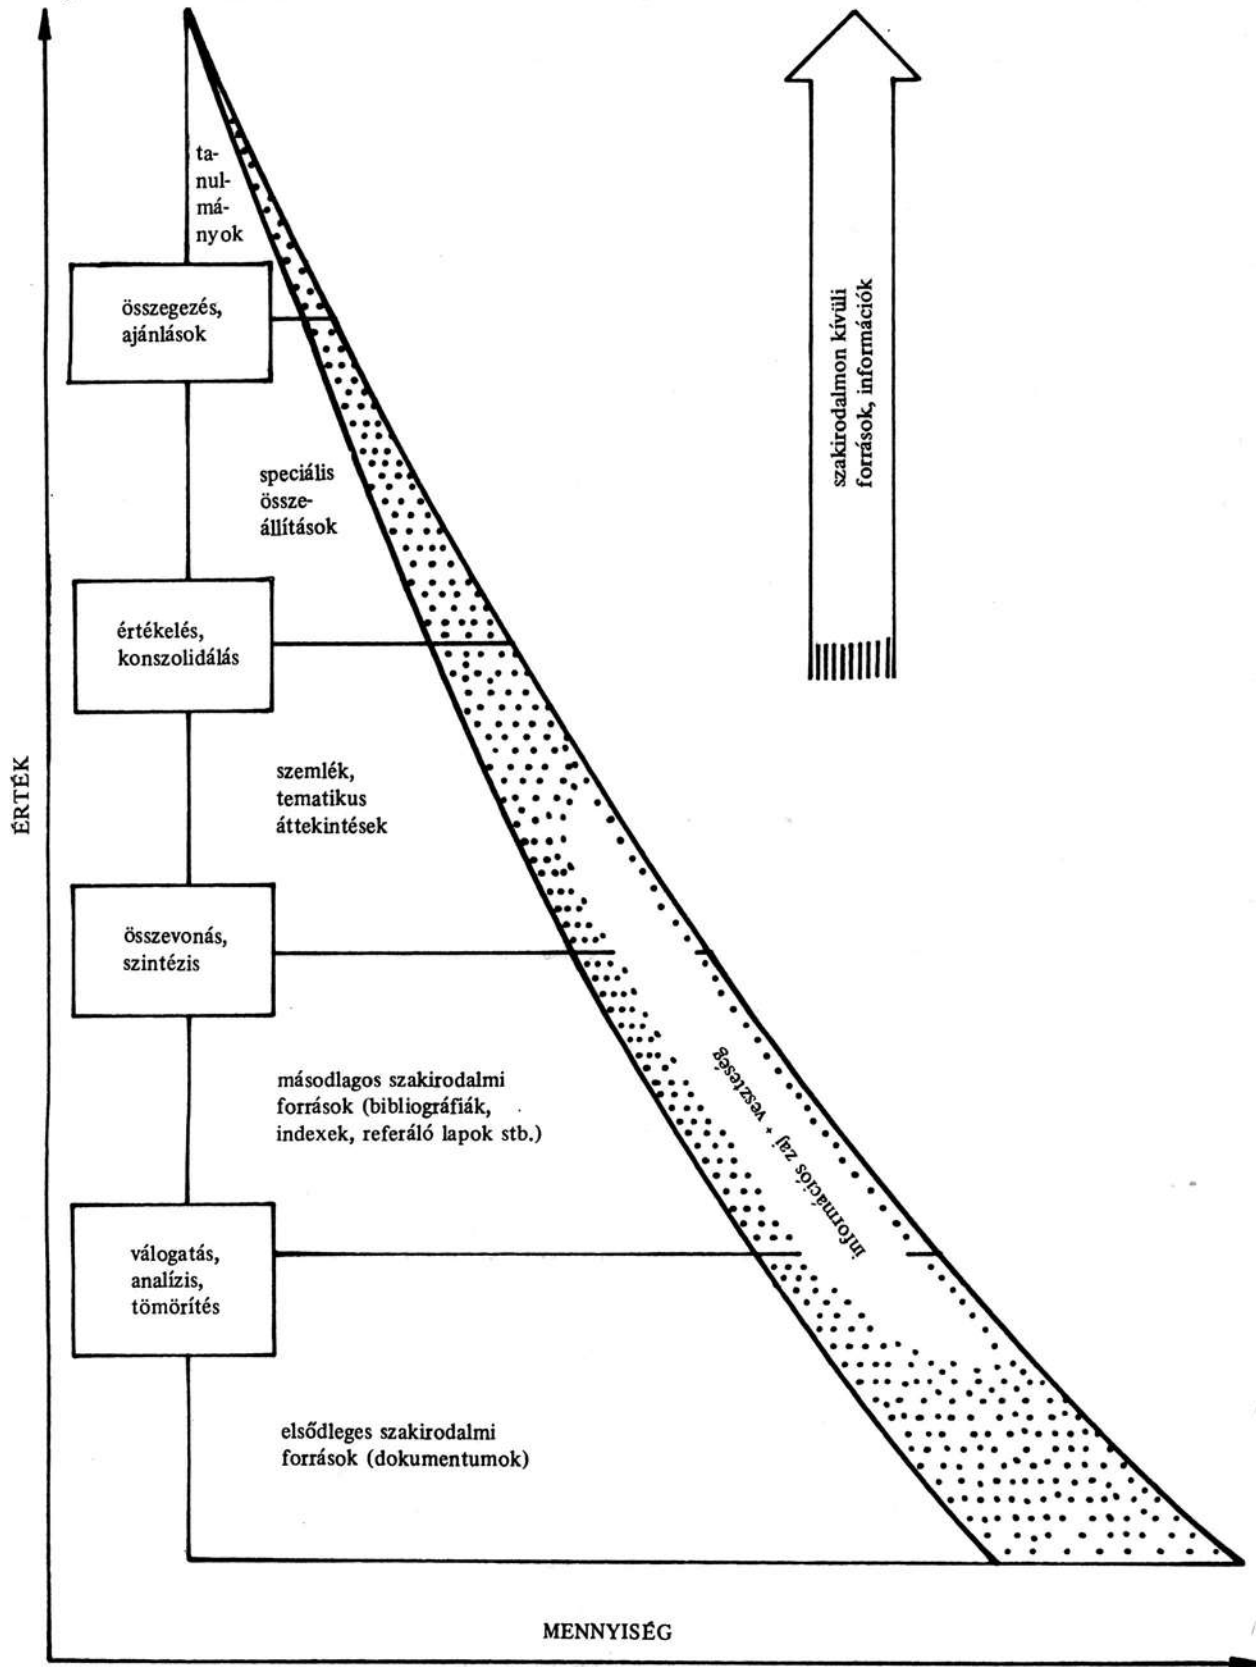 ta-
nul-
má-
nyok
összegezés,
ajánlások
szakirodalmon kívüli
források, információk
speciális
össze-
állítások
értékelés,
konszolidálás
ÉRTÉK
szemlék,
tematikus
áttekintések
összevonás,
szintézis
információs zaj + veszteség
másodlagos szakirodalmi
források (bibliográfiák,
indexek, referáló lapok stb.)
válogatás,
analízis,
tömörítés
elsődleges szakirodalmi
források (dokumentumok)
MENNYISÉG